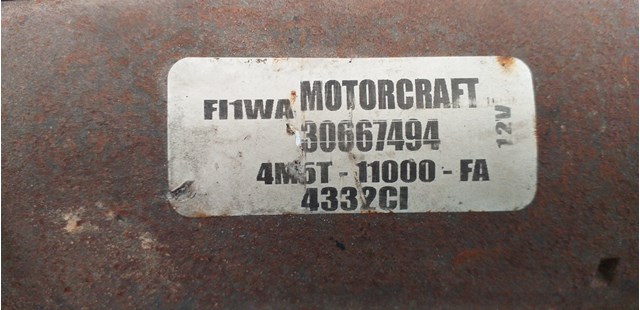 FI1WA MOTORCRAFT
30667494
12V
4M5T - 11000 - FA
4332CI